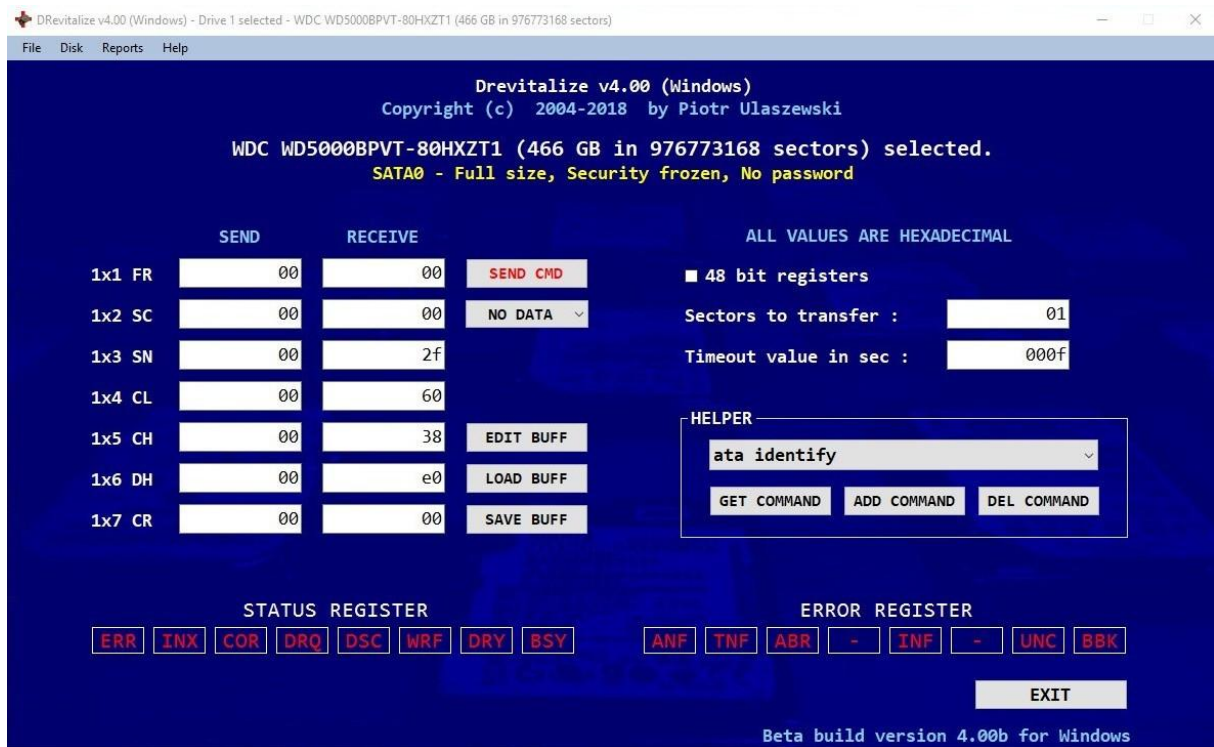 DRevitalize v4.00 (Windows) - Drive 1 selected - WDC WD5000BPVT-80HXZT1 (466 GB in 976773168 sectors)
File Disk Reports Help
Drevitalize v4.00 (Windows)
Copyright (c) 2004-2018 by Piotr Ulaszewski
WDC WD5000BPVT-80HXZT1 (466 GB in 976773168 sectors) selected.
SATA0 - Full size, Security frozen, No password
SEND RECEIVE
1x1 FR 00 00 SEND CMD
1x2 SC 00 00 NO DATA
1x3 SN 00 2f
1x4 CL 00 60
1x5 CH 00 38 EDIT BUFF
1x6 DH 00 e0 LOAD BUFF
1x7 CR 00 00 SAVE BUFF
ALL VALUES ARE HEXADECIMAL
48 bit registers
Sectors to transfer : 01
Timeout value in sec : 000f
HELPER
ata identify
GET COMMAND ADD COMMAND DEL COMMAND
STATUS REGISTER
ERR INX COR DRQ DSC WRF DRY BSY
ERROR REGISTER
ANF TNF ABR - INF - UNC BBK
EXIT
Beta build version 4.00b for Windows